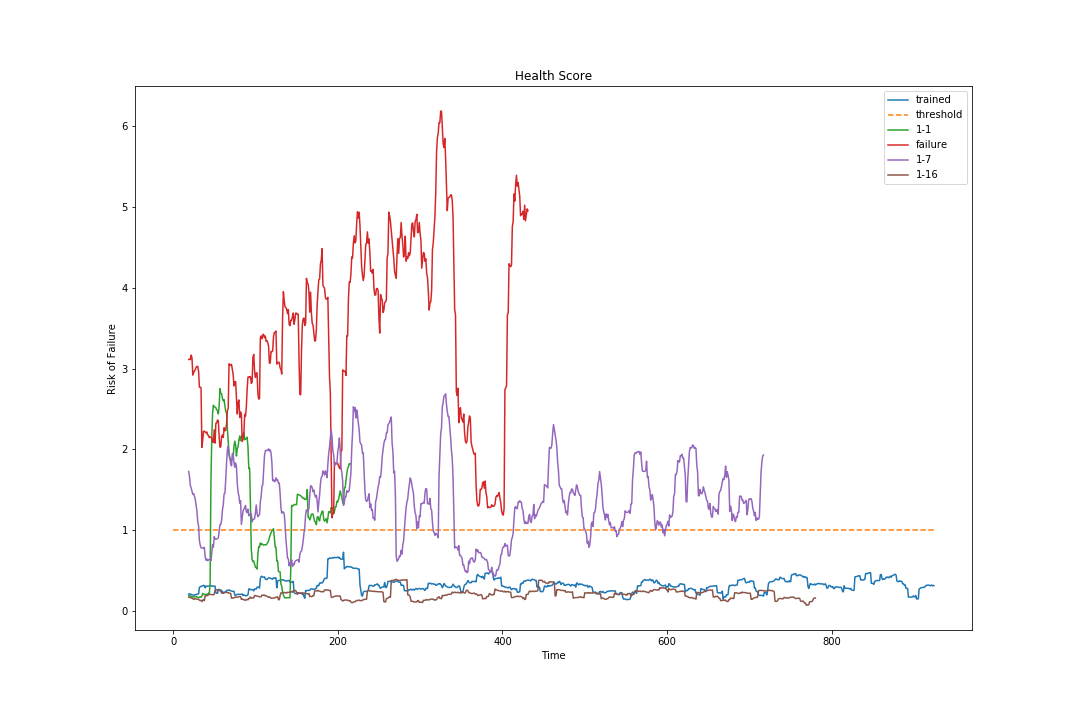 Health Score
trained
threshold
1-1
failure
1-7
1-16
Risk of Failure
6
5
4
3
2
1
0
0 200 400 600 800
Time